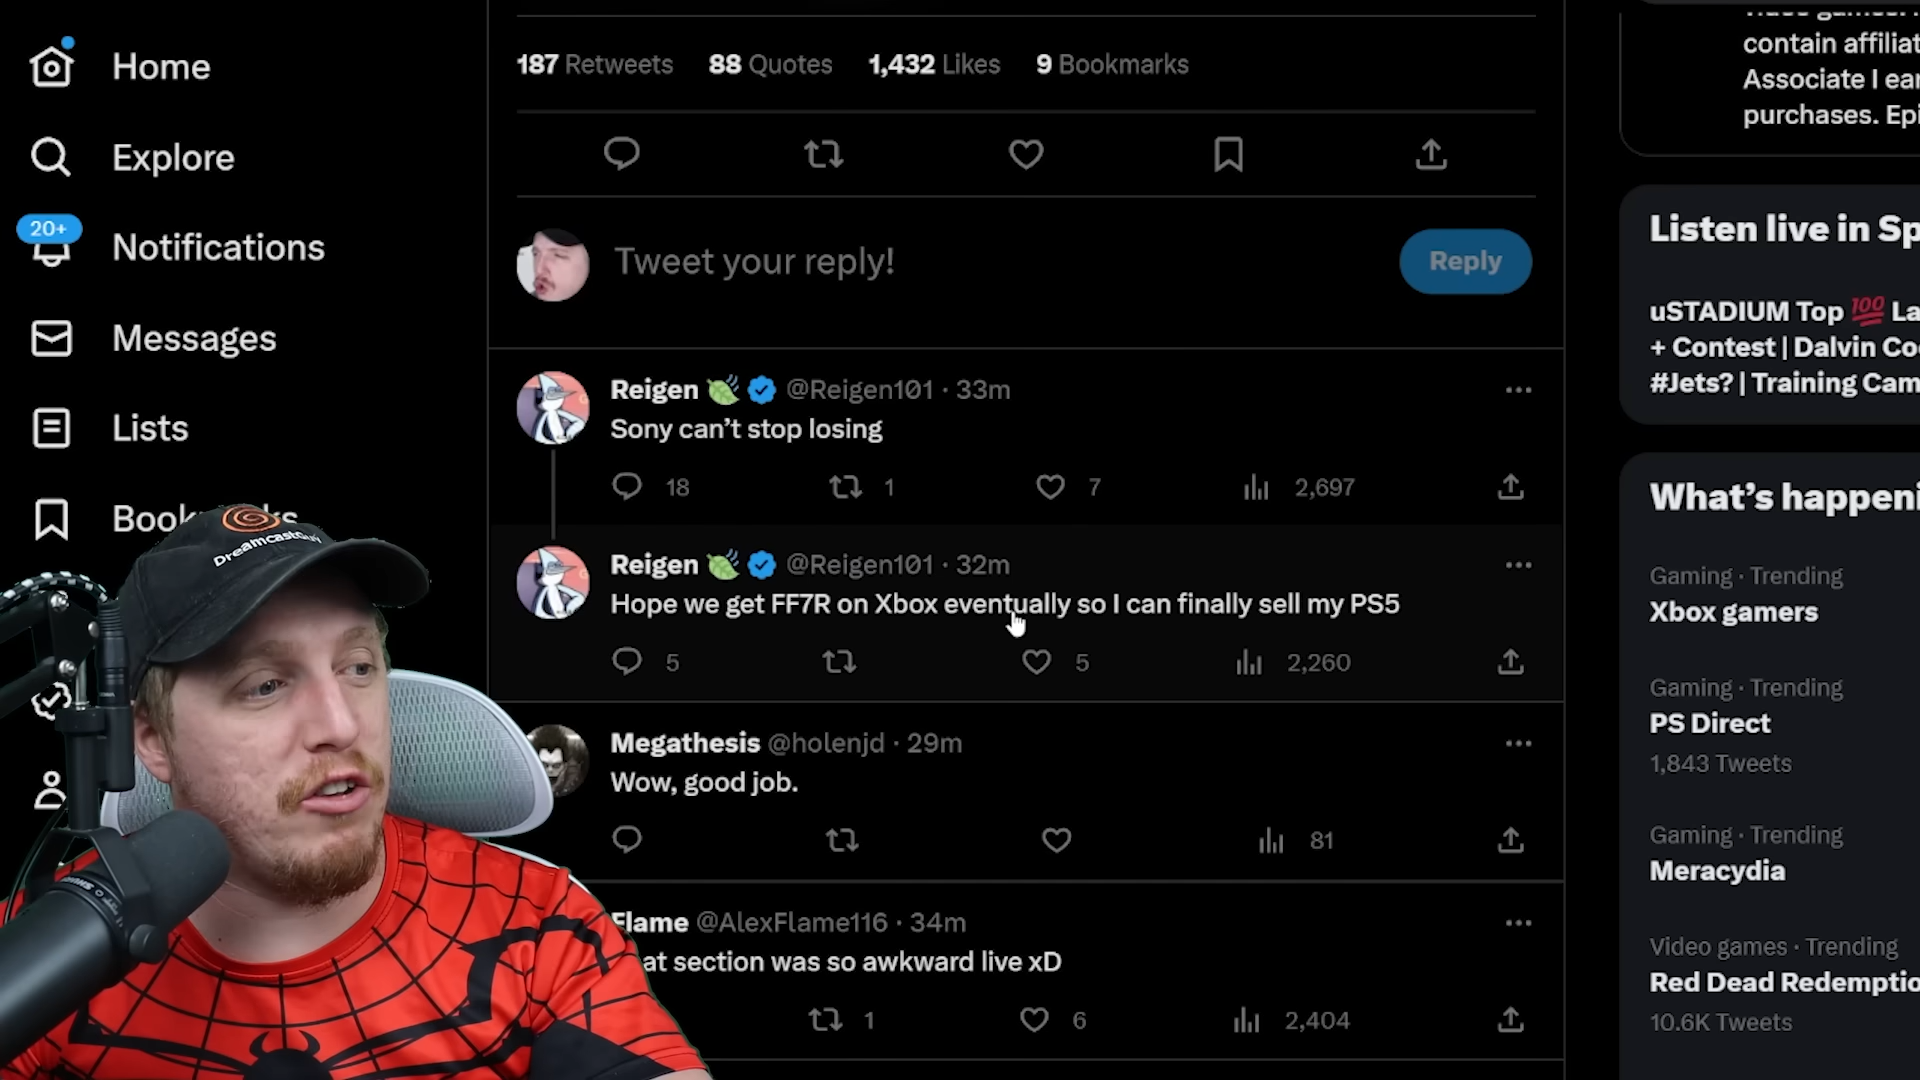 Home
Explore
20+
Notifications
Messages
Lists
187 Retweets 88 Quotes 1,432 Likes 9 Bookmarks
Tweet your reply!
Reply
Reigen @Reigen101 · 33m
Sony can't stop losing
18 1 7 2,697
Reigen @Reigen101 · 32m
Hope we get FF7R on Xbox eventually so I can finally sell my PS5
5 5 2,260
Megathesis @holenjd · 29m
Wow, good job.
81
Flame @AlexFlame116 · 34m
at section was so awkward live xD
1 6 2,404
contain affiliat
Associate I ear
purchases. Epi
Listen live in Sp
uSTADIUM Top 💯 La
+ Contest | Dalvin Co
#Jets? | Training Cam
What's happeni
Gaming · Trending
Xbox gamers
Gaming · Trending
PS Direct
1,843 Tweets
Gaming · Trending
Meracydia
Video games · Trending
Red Dead Redemptio
10.6K Tweets
DreamcastGuy
SHURE